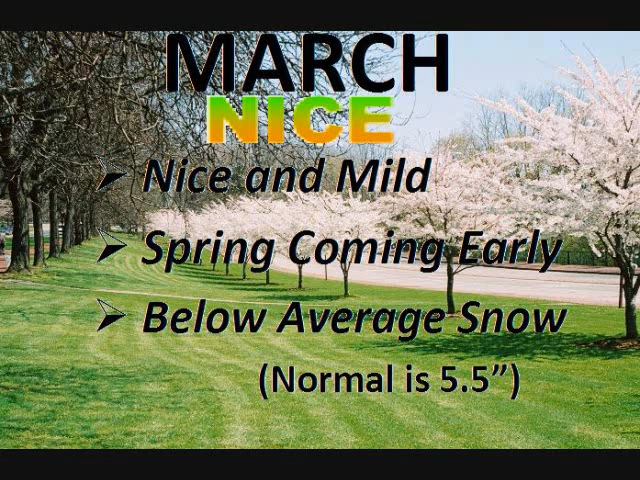 MARCH
NICE
➢ Nice and Mild
➢ Spring Coming Early
➢ Below Average Snow
(Normal is 5.5”)